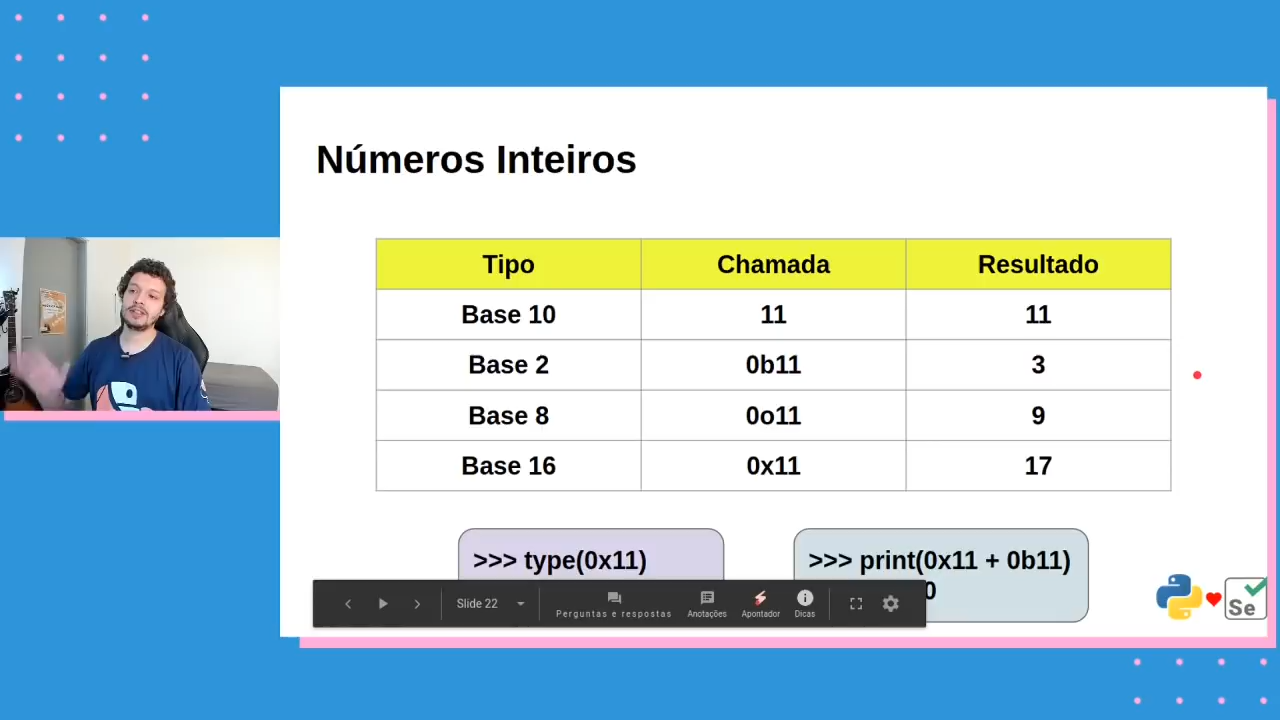 Números Inteiros
Tipo Chamada Resultado
Base 10 11 11
Base 2 0b11 3
Base 8 0o11 9
Base 16 0x11 17
>>> type(0x11)
>>> print(0x11 + 0b11)
0
Slide 22
Perguntas e respostas
Anotações
Apontador
Dicas
Se